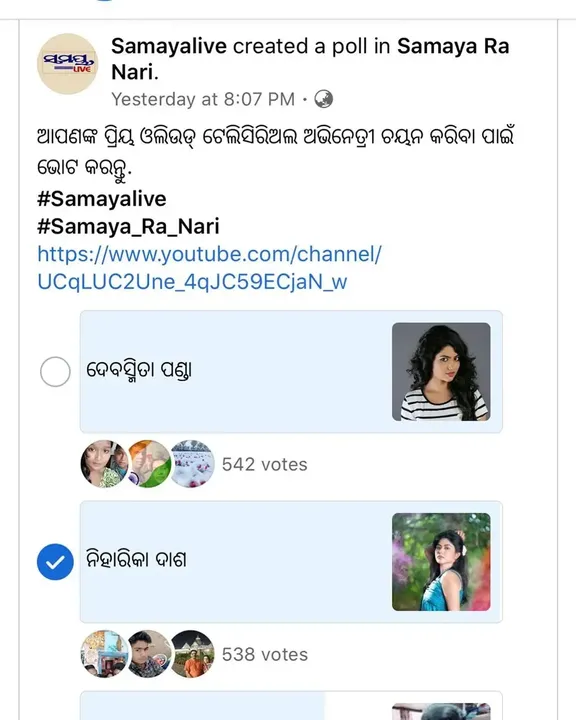 ସମୟ
LIVE
Samayalive created a poll in Samaya Ra
Nari.
Yesterday at 8:07 PM ·
ଆପଣଙ୍କ ପ୍ରିୟ ଓଲିଉଡ୍ ଟେଲିସିରିଅଲ ଅଭିନେତ୍ରୀ ଚୟନ କରିବା ପାଇଁ
ଭୋଟ କରନ୍ତୁ.
#Samayalive
#Samaya_Ra_Nari
https://www.youtube.com/channel/
UCqLUC2Une_4qJC59ECjaN_w
ଦେବସ୍ମିତା ପଣ୍ଡା
542 votes
ନିହାରିକା ଦାଶ
538 votes